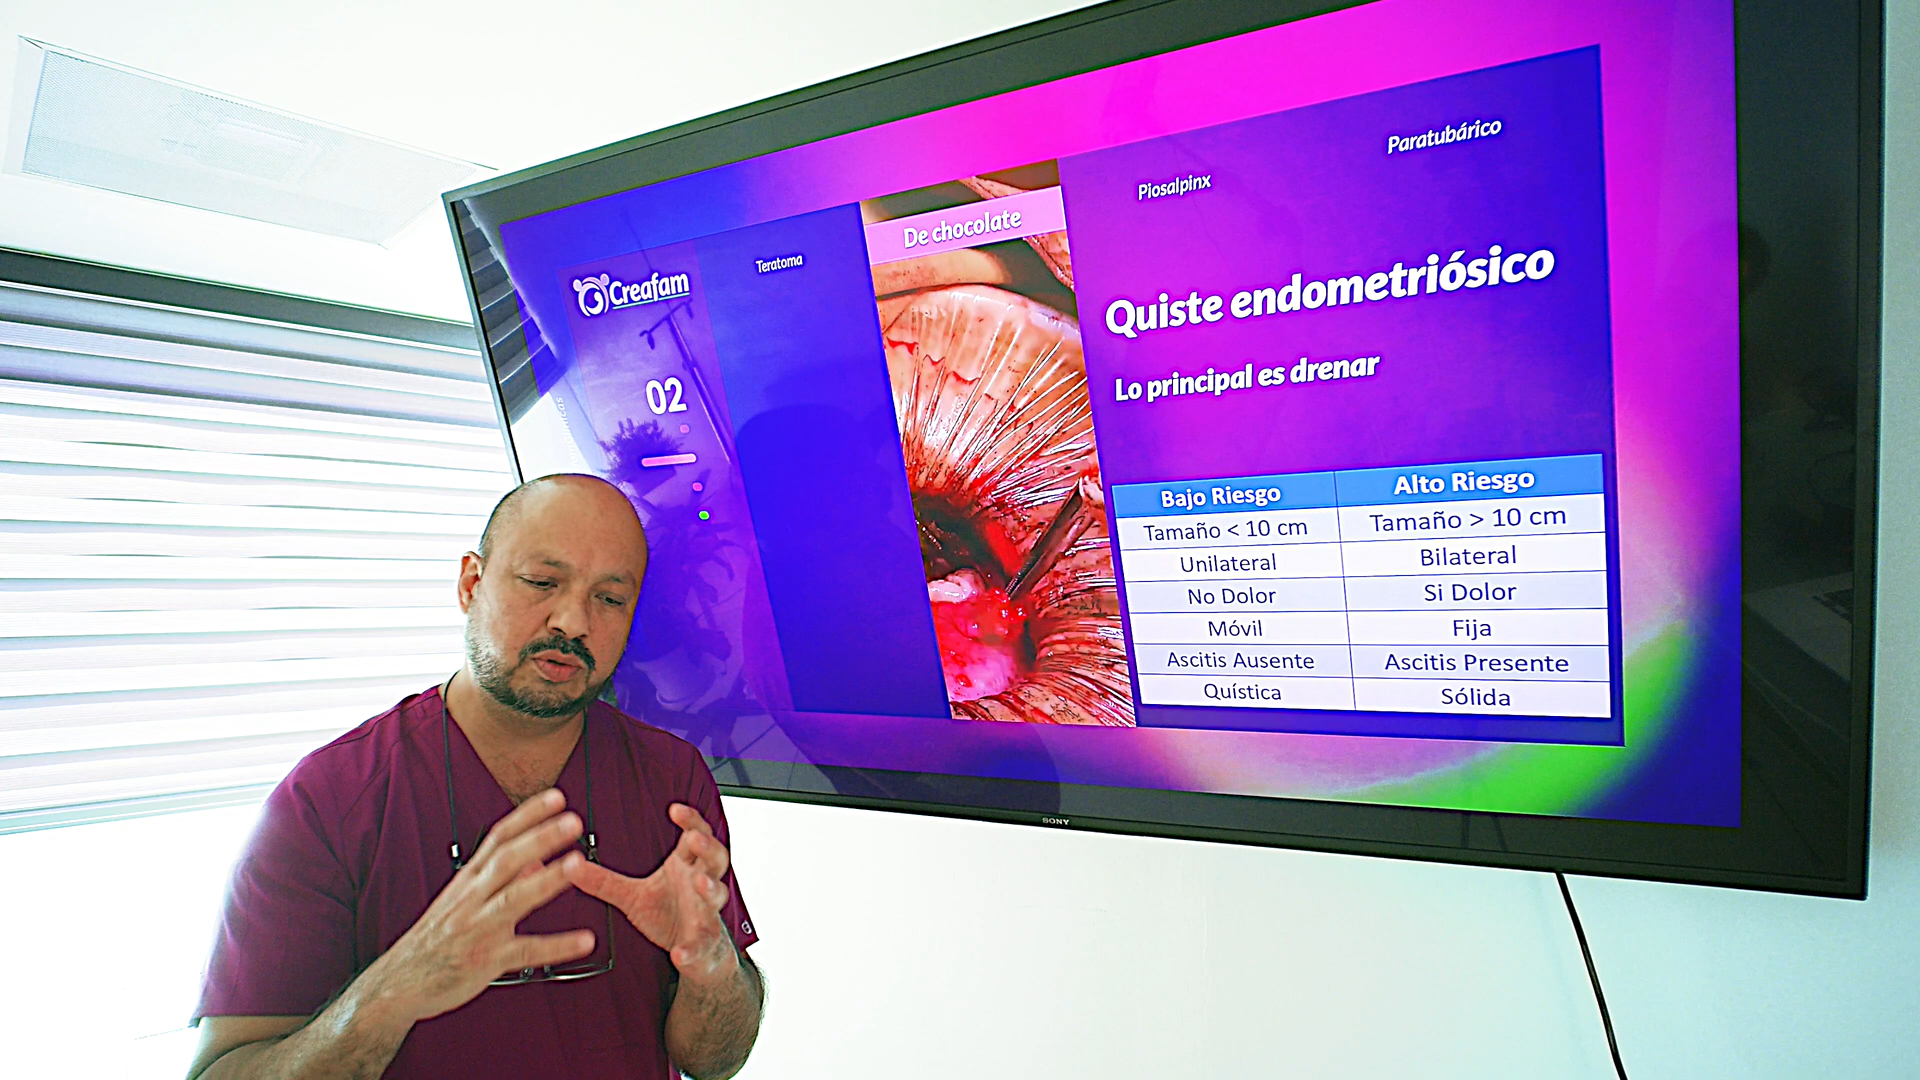 Creafam
02
Teratoma
De chocolate
Piosalpinx
Paratubárico
Quiste endometriósico
Lo principal es drenar
Bajo Riesgo Alto Riesgo
Tamaño < 10 cm Tamaño > 10 cm
Unilateral Bilateral
No Dolor Si Dolor
Móvil Fija
Ascitis Ausente Ascitis Presente
Quística Sólida
SONY